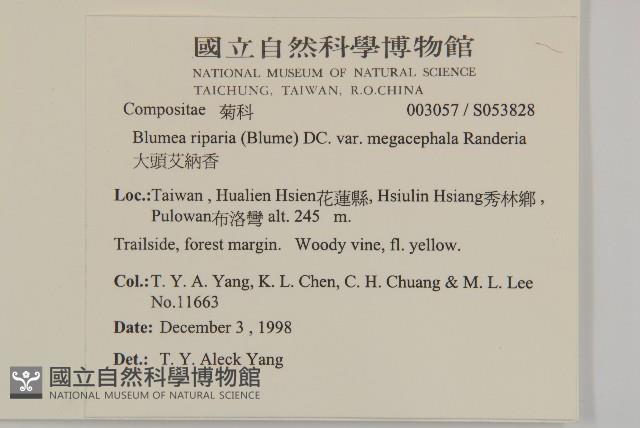 國立自然科學博物館
NATIONAL MUSEUM OF NATURAL SCIENCE
TAICHUNG, TAIWAN, R.O.CHINA
Compositae 菊科 003057 / S053828
Blumea riparia (Blume) DC. var. megacephala Randeria
大頭艾納香
Loc.:Taiwan , Hualien Hsien花蓮縣, Hsiulin Hsiang秀林鄉 ,
Pulowan布洛灣 alt. 245 m.
Trailside, forest margin. Woody vine, fl. yellow.
Col.: T. Y. A. Yang, K. L. Chen, C. H. Chuang & M. L. Lee
No.11663
Date: December 3 , 1998
Det.: T. Y. Aleck Yang
國立自然科學博物館
NATIONAL MUSEUM OF NATURAL SCIENCE